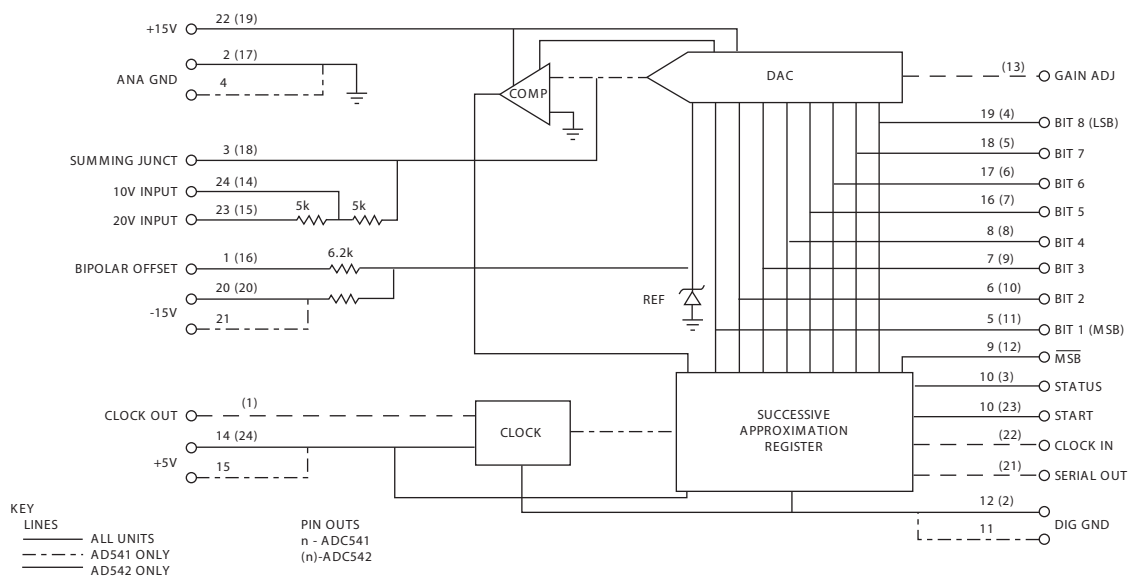 +15V 22 (19)
ANA GND 2 (17)
4
COMP
DAC
(13) GAIN ADJ
19 (4) BIT 8 (LSB)
SUMMING JUNCT 3 (18)
18 (5) BIT 7
10V INPUT 24 (14)
17 (6) BIT 6
20V INPUT 23 (15) 5k 5k
16 (7) BIT 5
8 (8) BIT 4
BIPOLAR OFFSET 1 (16) 6.2k
7 (9) BIT 3
-15V 20 (20)
21
REF
6 (10) BIT 2
5 (11) BIT 1 (MSB)
9 (12) MSB
10 (3) STATUS
CLOCK OUT (1)
10 (23) START
CLOCK
SUCCESSIVE
APPROXIMATION
REGISTER
+5V 14 (24)
15
(22) CLOCK IN
(21) SERIAL OUT
12 (2)
11
DIG GND
KEY
LINES
ALL UNITS
AD541 ONLY
AD542 ONLY
PIN OUTS
n - ADC541
(n)-ADC542